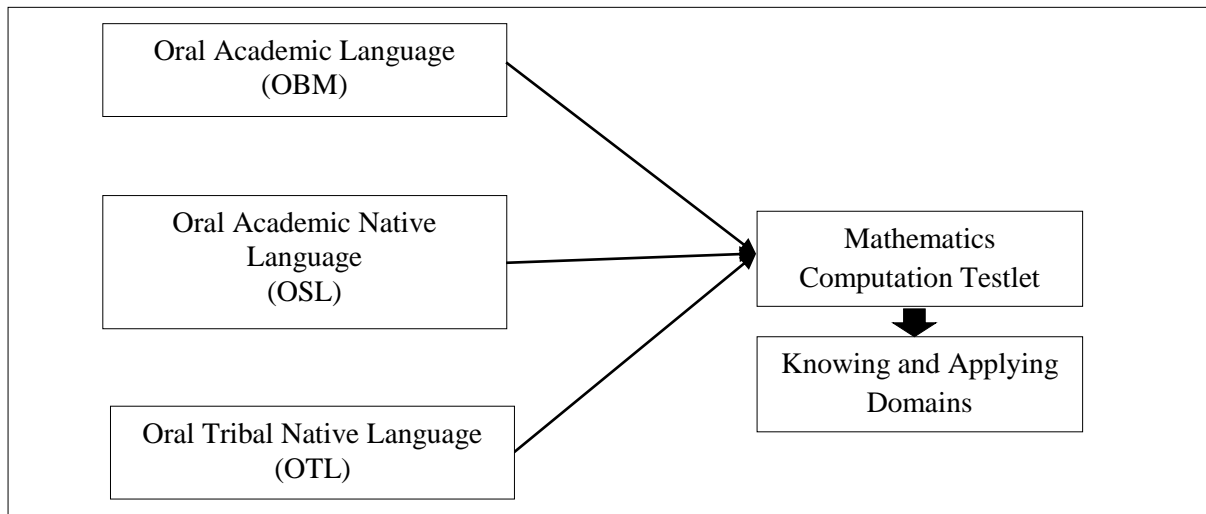 Oral Academic Language
(OBM)
Oral Academic Native
Language
(OSL)
Oral Tribal Native Language
(OTL)
Mathematics
Computation Testlet
Knowing and Applying
Domains